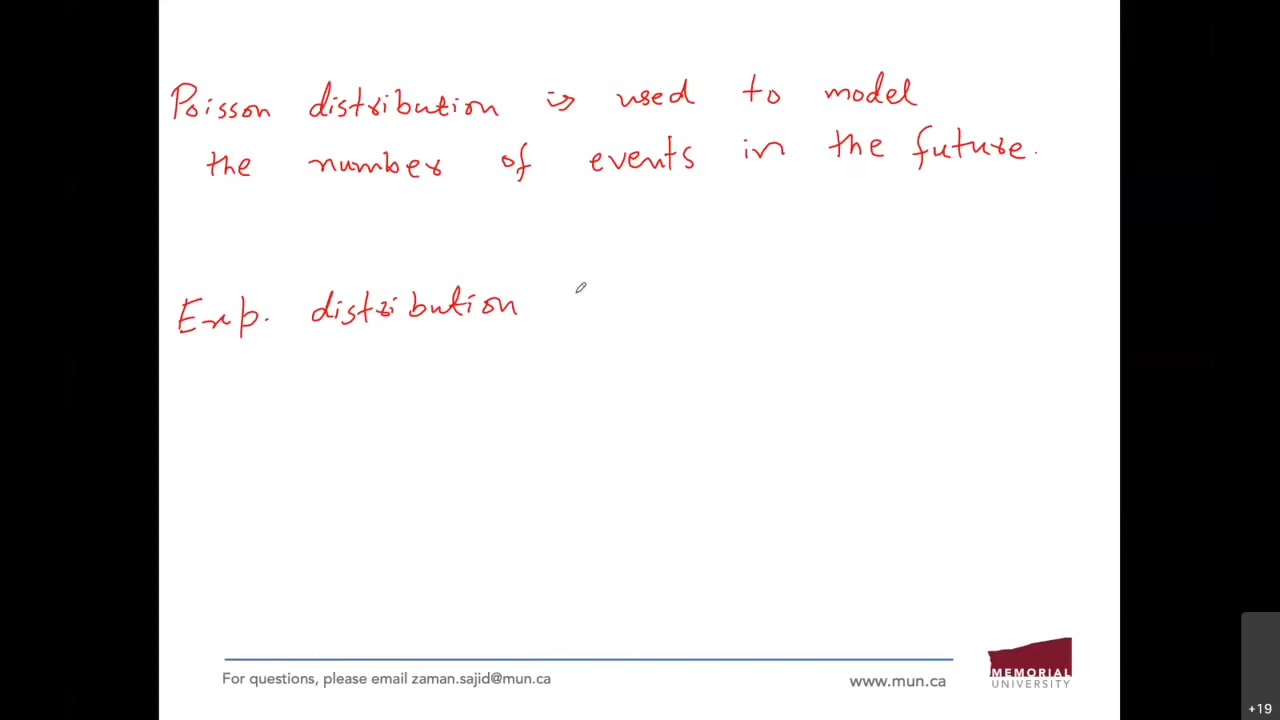 Poisson distribution is used to model
the number of events in the future.
Exp. distribution
For questions, please email zaman.sajid@mun.ca
www.mun.ca
MEMORIAL
UNIVERSITY
+19